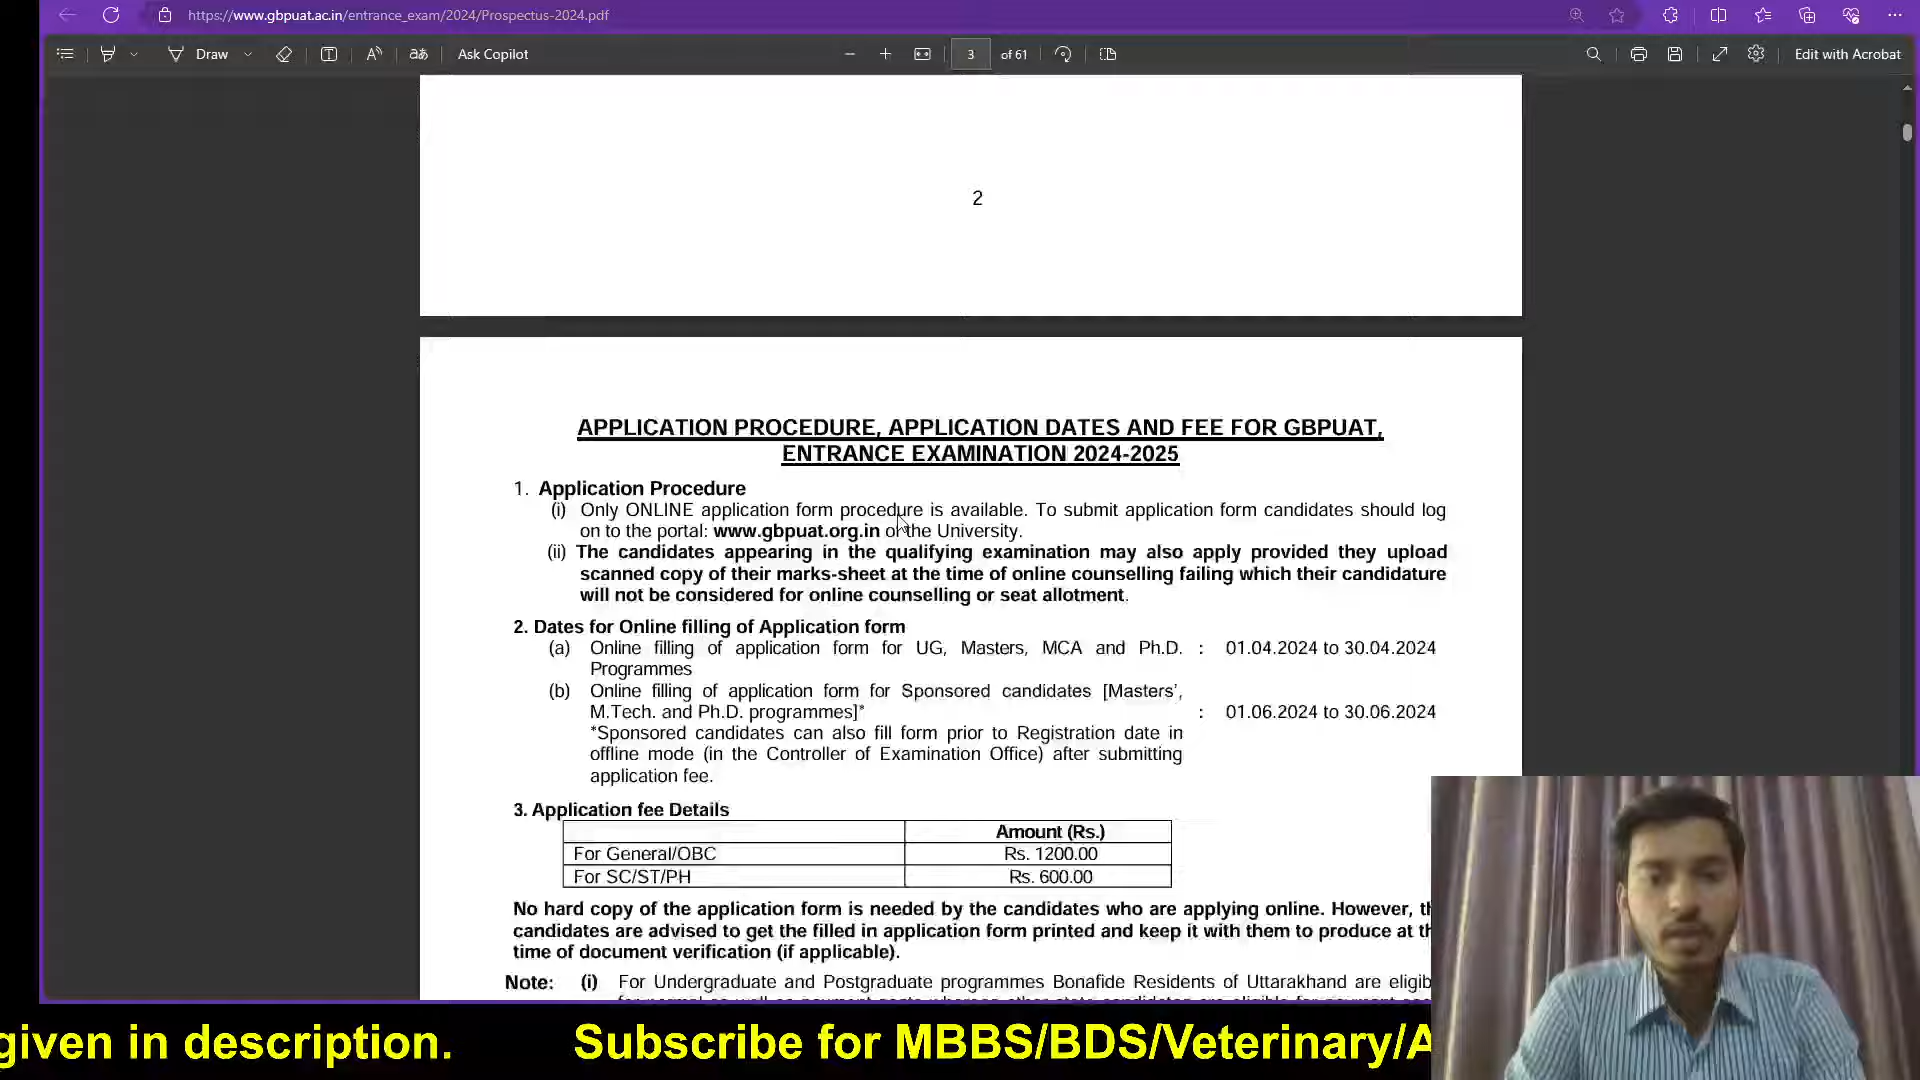 https://www.gbpuat.ac.in/entrance_exam/2024/Prospectus-2024.pdf
Draw
Ask Copilot
3 of 61
Edit with Acrobat
2
APPLICATION PROCEDURE, APPLICATION DATES AND FEE FOR GBPUAT,
ENTRANCE EXAMINATION 2024-2025
1. Application Procedure
(i) Only ONLINE application form procedure is available. To submit application form candidates should log
on to the portal: www.gbpuat.org.in of the University.
(ii) The candidates appearing in the qualifying examination may also apply provided they upload
scanned copy of their marks-sheet at the time of online counselling failing which their candidature
will not be considered for online counselling or seat allotment.
2. Dates for Online filling of Application form
(a) Online filling of application form for UG, Masters, MCA and Ph.D. : 01.04.2024 to 30.04.2024
Programmes
(b) Online filling of application form for Sponsored candidates [Masters',
M.Tech. and Ph.D. programmes]* : 01.06.2024 to 30.06.2024
*Sponsored candidates can also fill form prior to Registration date in
offline mode (in the Controller of Examination Office) after submitting
application fee.
3. Application fee Details
Amount (Rs.)
For General/OBC Rs. 1200.00
For SC/ST/PH Rs. 600.00
No hard copy of the application form is needed by the candidates who are applying online. However, th
candidates are advised to get the filled in application form printed and keep it with them to produce at th
time of document verification (if applicable).
Note: (i) For Undergraduate and Postgraduate programmes Bonafide Residents of Uttarakhand are eligib
given in description. Subscribe for MBBS/BDS/Veterinary/A